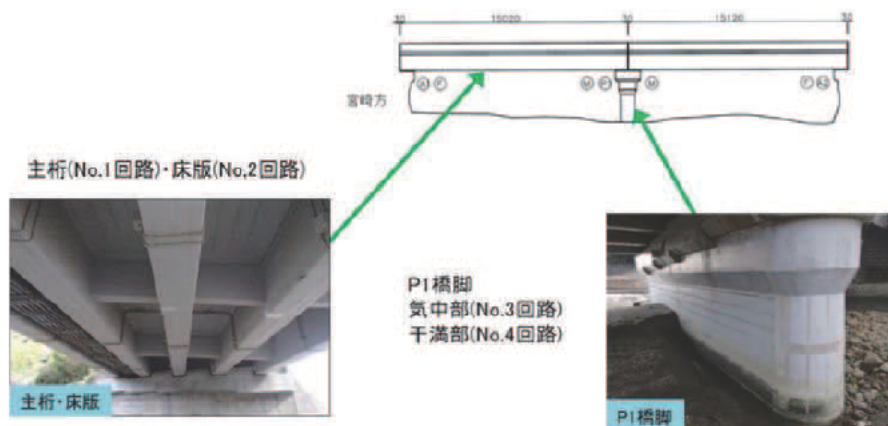 30 15020 30 15120 30
A F M F M F A2
宮崎方
主桁(No.1回路)・床版(No,2回路)
P1橋脚
気中部(No.3回路)
干満部(No.4回路)
主桁・床版
P1橋脚